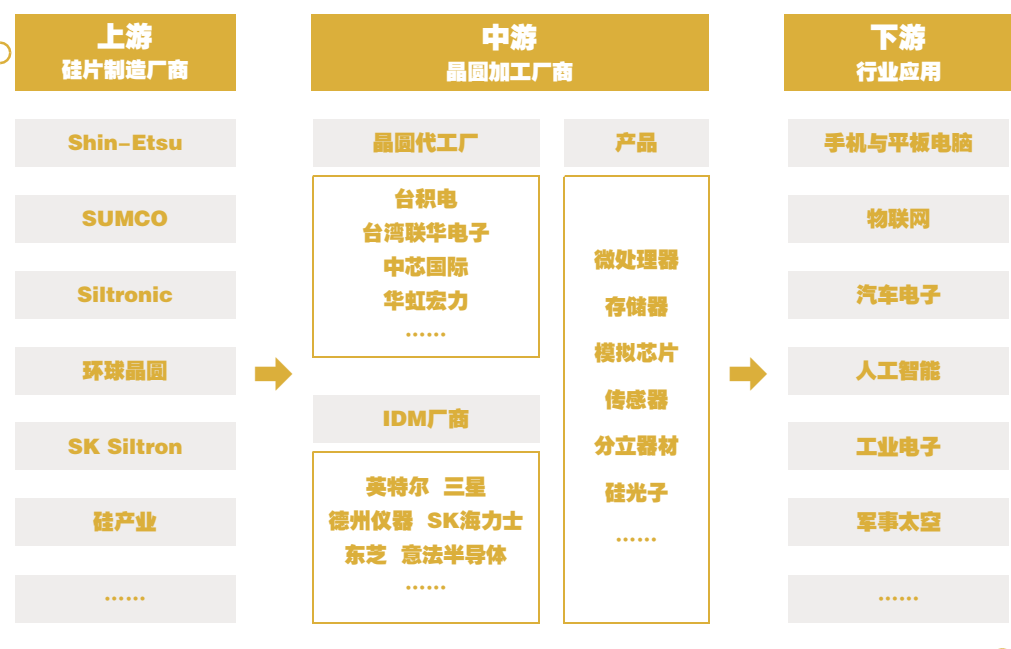 上游
硅片制造厂商
Shin-Etsu
SUMCO
Siltronic
环球晶圆
SK Siltron
硅产业
……
中游
晶圆加工厂商
晶圆代工厂
台积电
台湾联华电子
中芯国际
华虹宏力
……
IDM厂商
英特尔 三星
德州仪器 SK海力士
东芝 意法半导体
……
产品
微处理器
存储器
模拟芯片
传感器
分立器材
硅光子
……
下游
行业应用
手机与平板电脑
物联网
汽车电子
人工智能
工业电子
军事太空
……